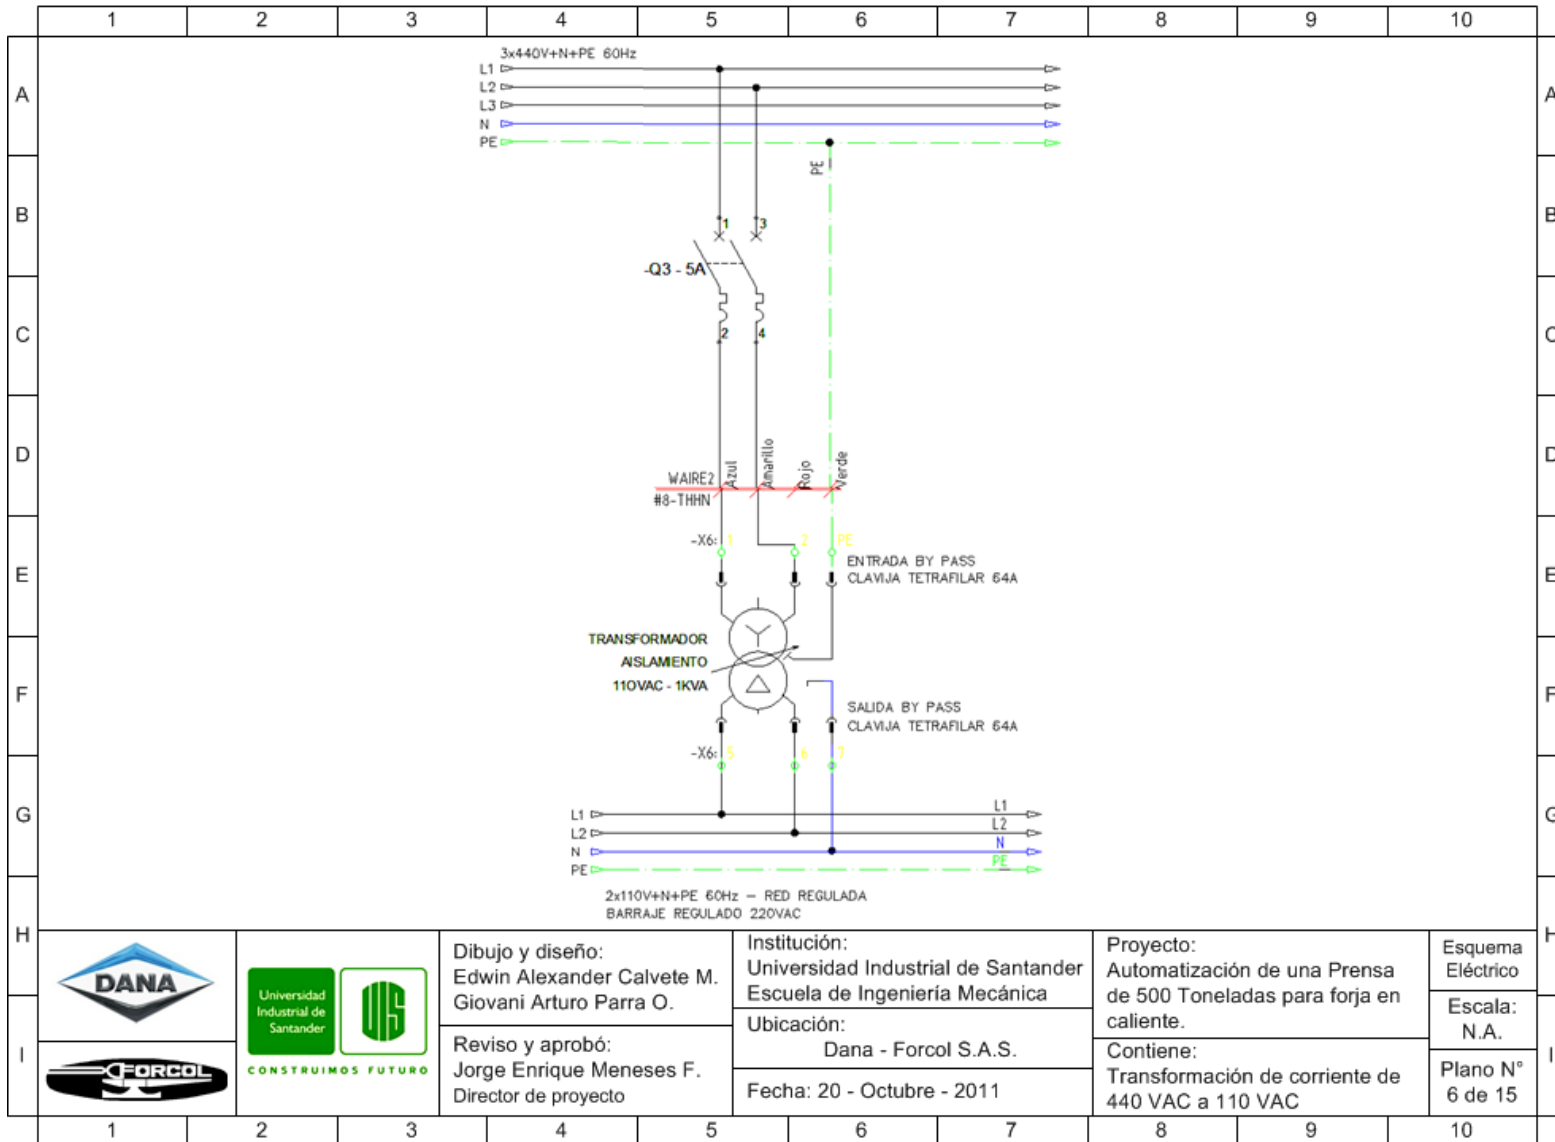 1 2 3 4 5 6 7 8 9 10
A A
B B
C C
D D
E E
F F
G G
H H
I I
3x440V+N+PE 60Hz
L1
L2
L3
N
PE
PE
1 3
-Q3 - 5A
2 4
WAIRE2
#8-THHN
Azul
Amarillo
Rojo
Verde
-X6: 1 2 PE
ENTRADA BY PASS
CLAVIJA TETRAFILAR 64A
TRANSFORMADOR
AISLAMIENTO
110VAC - 1KVA
SALIDA BY PASS
CLAVIJA TETRAFILAR 64A
-X6: 5 6 7
L1 L1
L2 L2
N N
PE PE
2x110V+N+PE 60Hz – RED REGULADA
BARRAJE REGULADO 220VAC
DANA
FORCOL
Universidad
Industrial de
Santander
UIS
CONSTRUIMOS FUTURO
Dibujo y diseño:
Edwin Alexander Calvete M.
Giovani Arturo Parra O.
Reviso y aprobó:
Jorge Enrique Meneses F.
Director de proyecto
Institución:
Universidad Industrial de Santander
Escuela de Ingeniería Mecánica
Ubicación:
Dana - Forcol S.A.S.
Fecha: 20 - Octubre - 2011
Proyecto:
Automatización de una Prensa
de 500 Toneladas para forja en
caliente.
Contiene:
Transformación de corriente de
440 VAC a 110 VAC
Esquema
Eléctrico
Escala:
N.A.
Plano N°
6 de 15
1 2 3 4 5 6 7 8 9 10